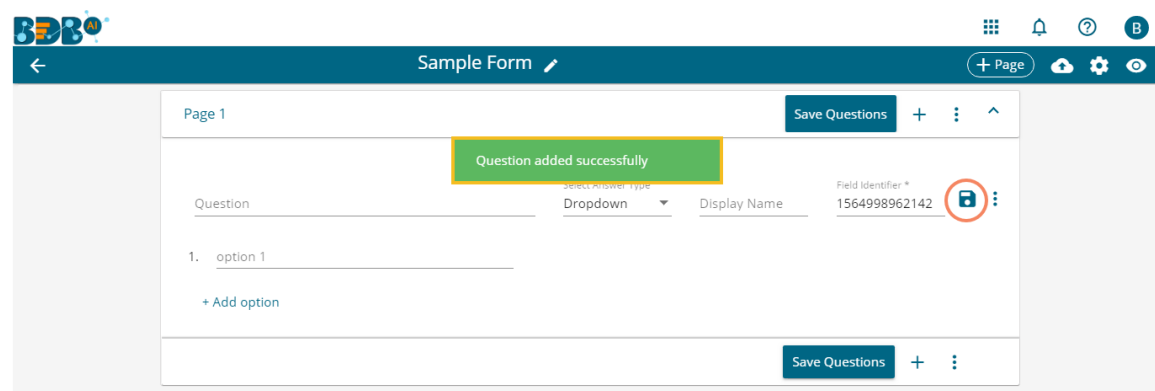 BDB AI
B
Sample Form
+ Page
Page 1
Save Questions
Question added successfully
Select Answer Type
Field Identifier *
Question
Dropdown
Display Name
1564998962142
1. option 1
+ Add option
Save Questions